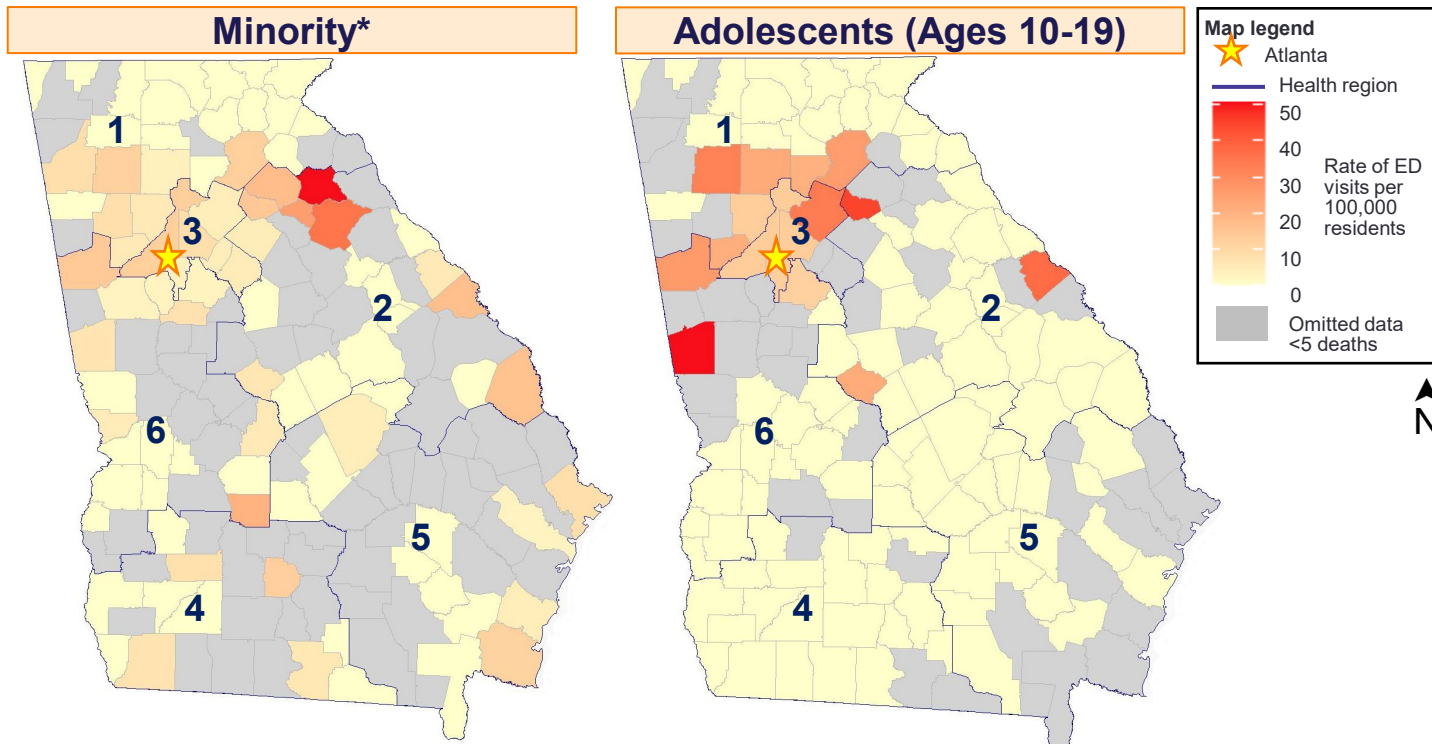 Minority*
Adolescents (Ages 10-19)
Map legend
Atlanta
Health region
50
40
30
20
10
0
Rate of ED
visits per
100,000
residents
Omitted data
<5 deaths
N
1
3
2
6
5
4
1
3
2
6
5
4